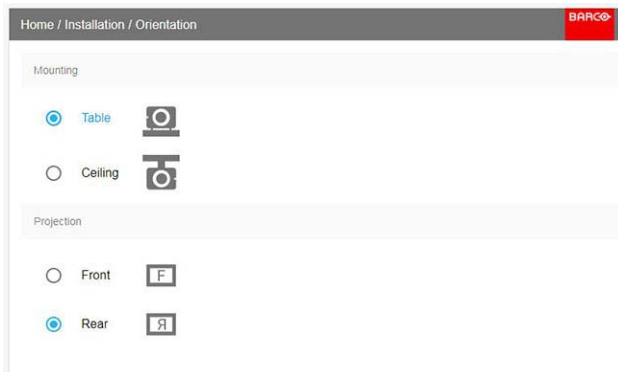 Home / Installation / Orientation
BARCO
Mounting
Table
Ceiling
Projection
Front
F
Rear
Я